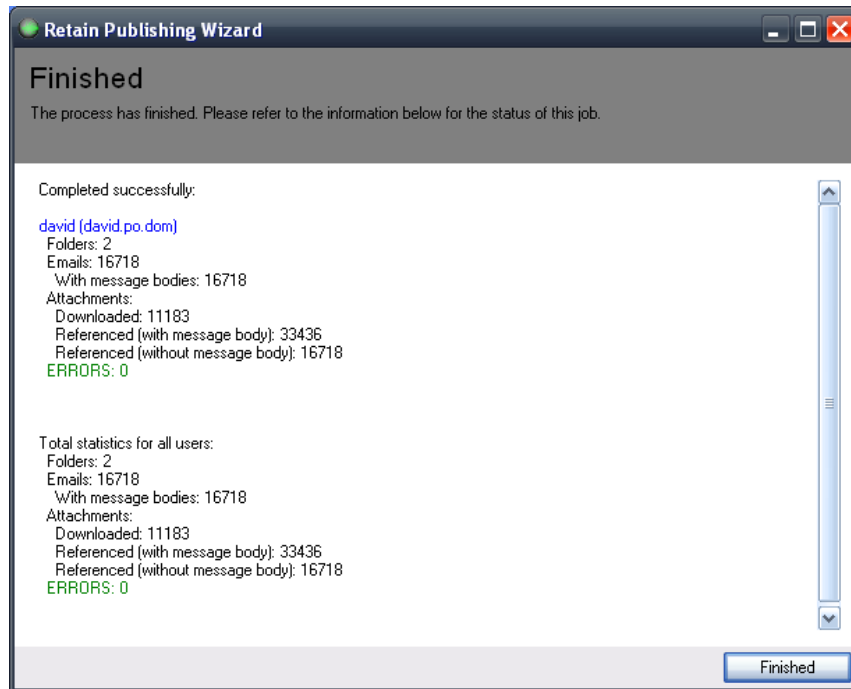 Retain Publishing Wizard
Finished
The process has finished. Please refer to the information below for the status of this job.
Completed successfully:
david (david.po.dom)
Folders: 2
Emails: 16718
With message bodies: 16718
Attachments:
Downloaded: 11183
Referenced (with message body): 33436
Referenced (without message body): 16718
ERRORS: 0
Total statistics for all users:
Folders: 2
Emails: 16718
With message bodies: 16718
Attachments:
Downloaded: 11183
Referenced (with message body): 33436
Referenced (without message body): 16718
ERRORS: 0
Finished